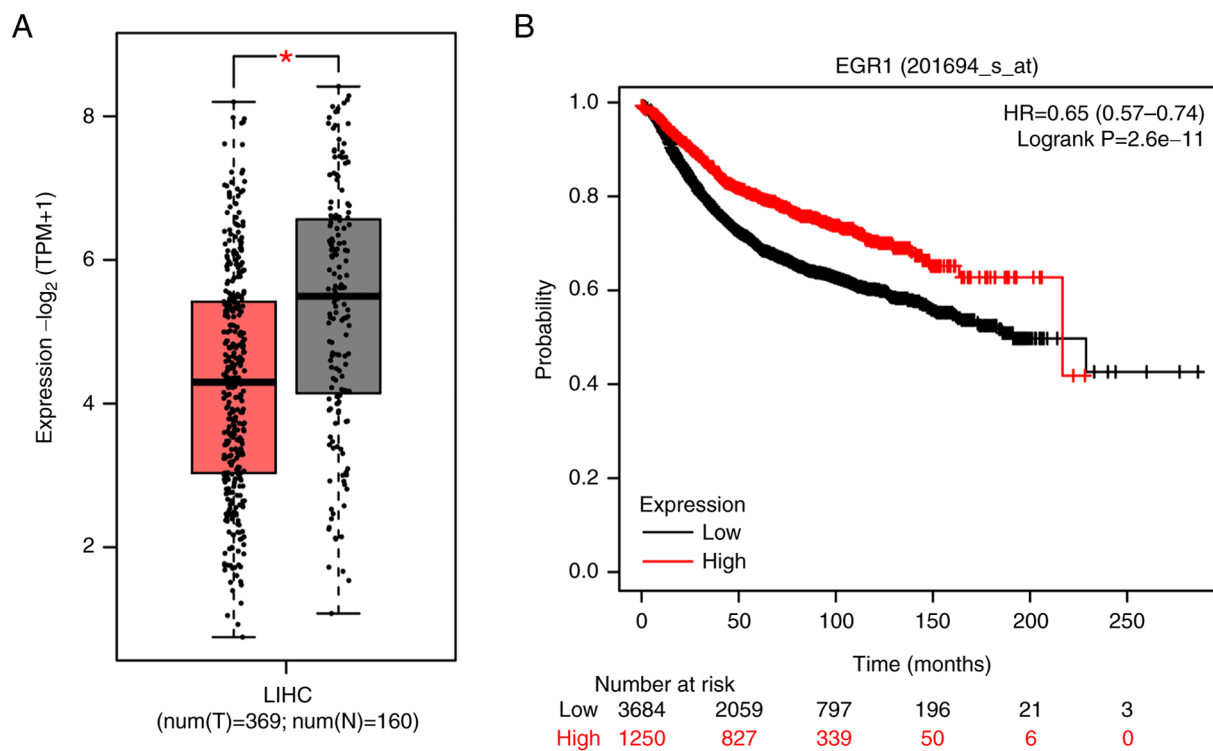 A
Expression –log2 (TPM+1)
8
6
4
2
*
LIHC
(num(T)=369; num(N)=160)
B
EGR1 (201694_s_at)
HR=0.65 (0.57–0.74)
Logrank P=2.6e–11
Probability
1.0
0.8
0.6
0.4
0.2
0.0
Expression
Low
High
0 50 100 150 200 250
Time (months)
Number at risk
Low 3684 2059 797 196 21 3
High 1250 827 339 50 6 0